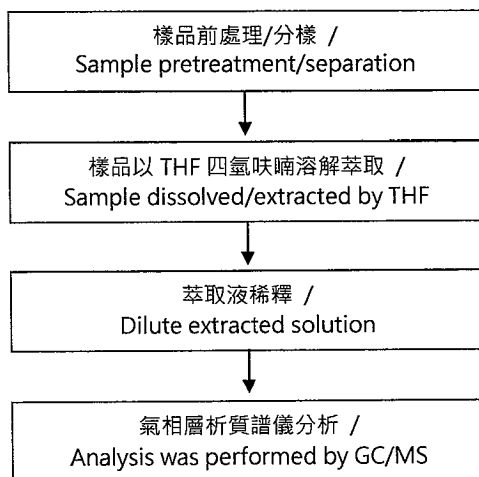 樣品前處理/分樣 /
Sample pretreatment/separation
樣品以 THF 四氫呋喃溶解萃取 /
Sample dissolved/extracted by THF
萃取液稀釋 /
Dilute extracted solution
氣相層析質譜儀分析 /
Analysis was performed by GC/MS